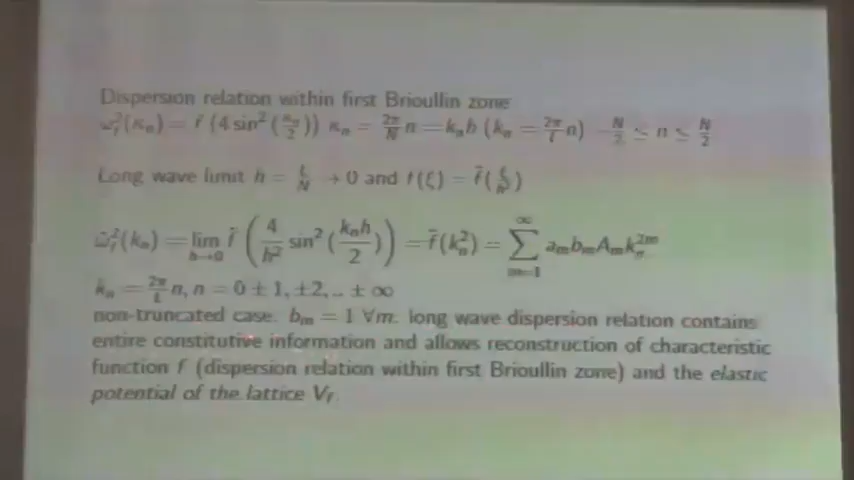 Dispersion relation within first Brioullin zone
ω_f²(κ_n) = f (4 sin²(κ_n/2)) κ_n = 2π/N n = k_n h (k_n = 2π/L n) −N/2 ≤ n ≤ N/2
Long wave limit h = L/N → 0 and f(ξ) = f̃(ξ/h²)
ω̃_f²(k_n) = lim_{h→0} f̃ (4/h² sin²(k_n h/2)) = f̃(k_n²) = ∑_{m=1}^∞ a_m b_m A_m k_n^{2m}
k_n = 2π/L n, n = 0 ± 1, ±2, .. ± ∞
non-truncated case. b_m = 1 ∀m. long wave dispersion relation contains
entire constitutive information and allows reconstruction of characteristic
function f (dispersion relation within first Brioullin zone) and the elastic
potential of the lattice V_f.